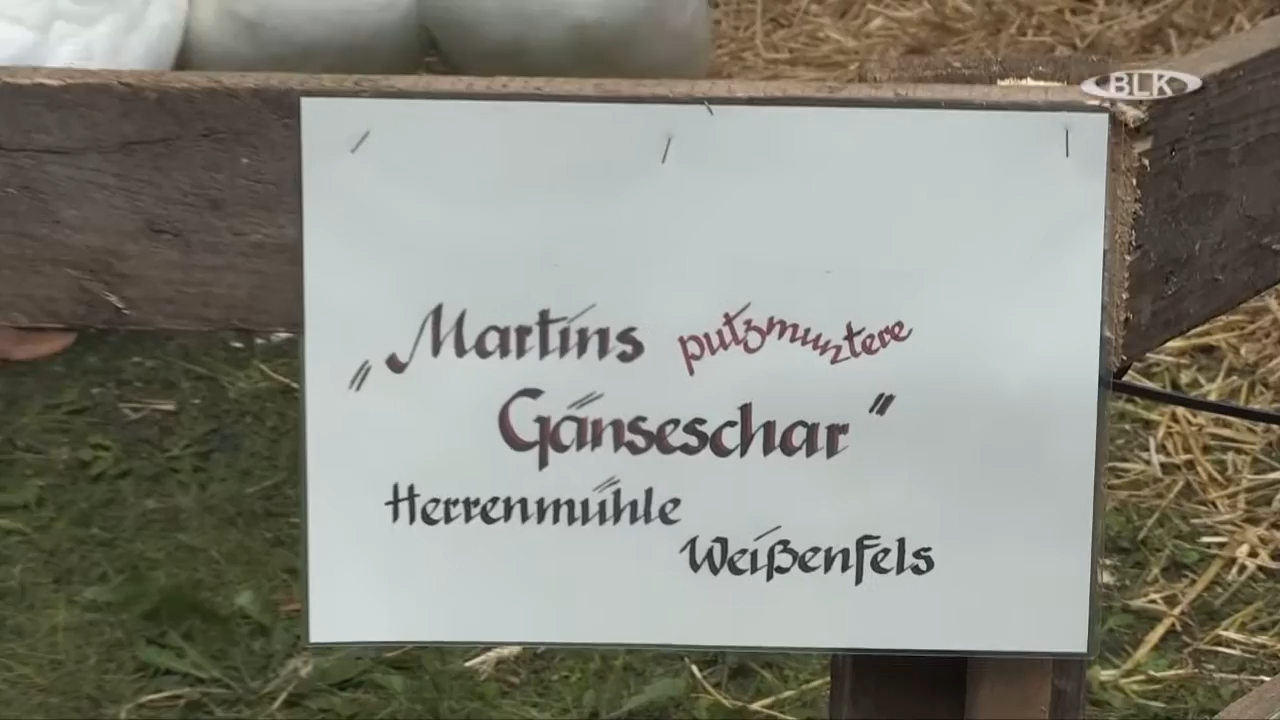 BLK
„Martins putzmuntere
Gänseschar"
Herrenmühle
Weißenfels